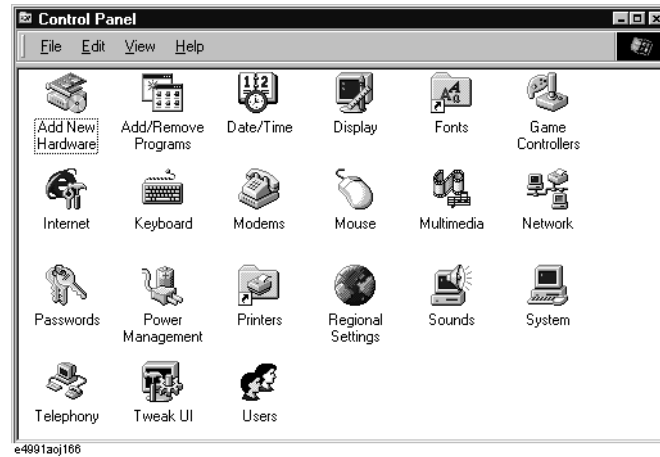 Control Panel
File Edit View Help
Add New Hardware
Add/Remove Programs
Date/Time
Display
Fonts
Game Controllers
Internet
Keyboard
Modems
Mouse
Multimedia
Network
Passwords
Power Management
Printers
Regional Settings
Sounds
System
Telephony
Tweak UI
Users
e4991aoj166